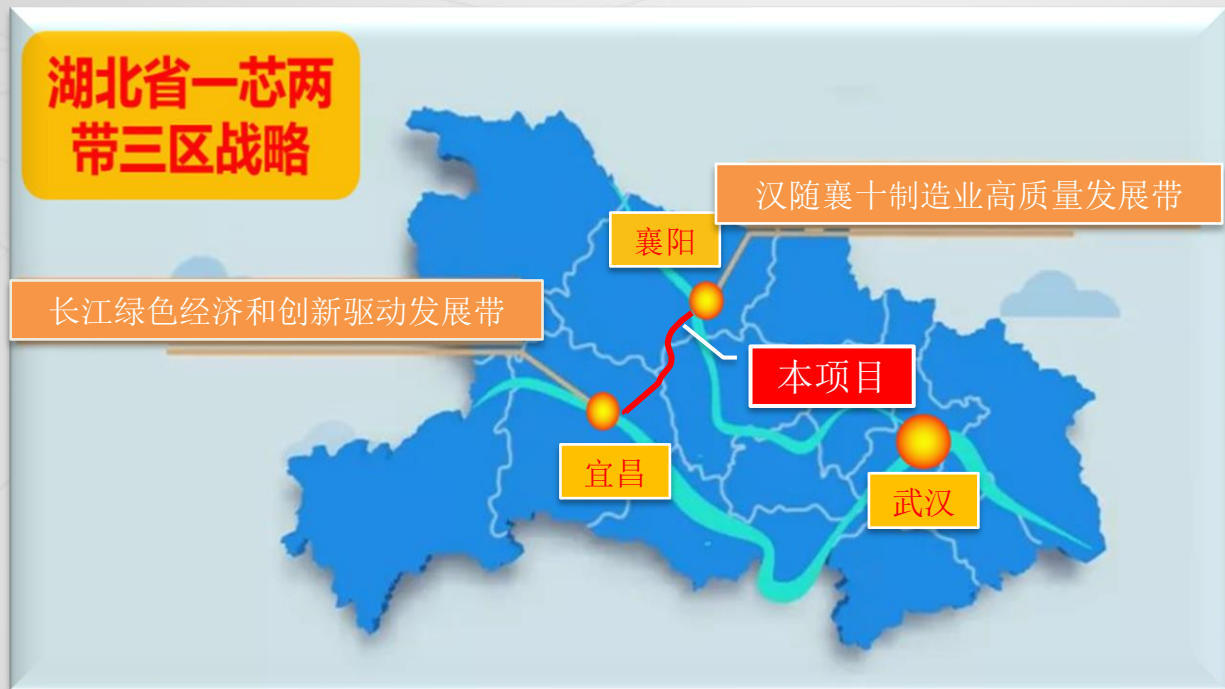 湖北省一芯两
带三区战略
汉随襄十制造业高质量发展带
襄阳
长江绿色经济和创新驱动发展带
本项目
宜昌
武汉